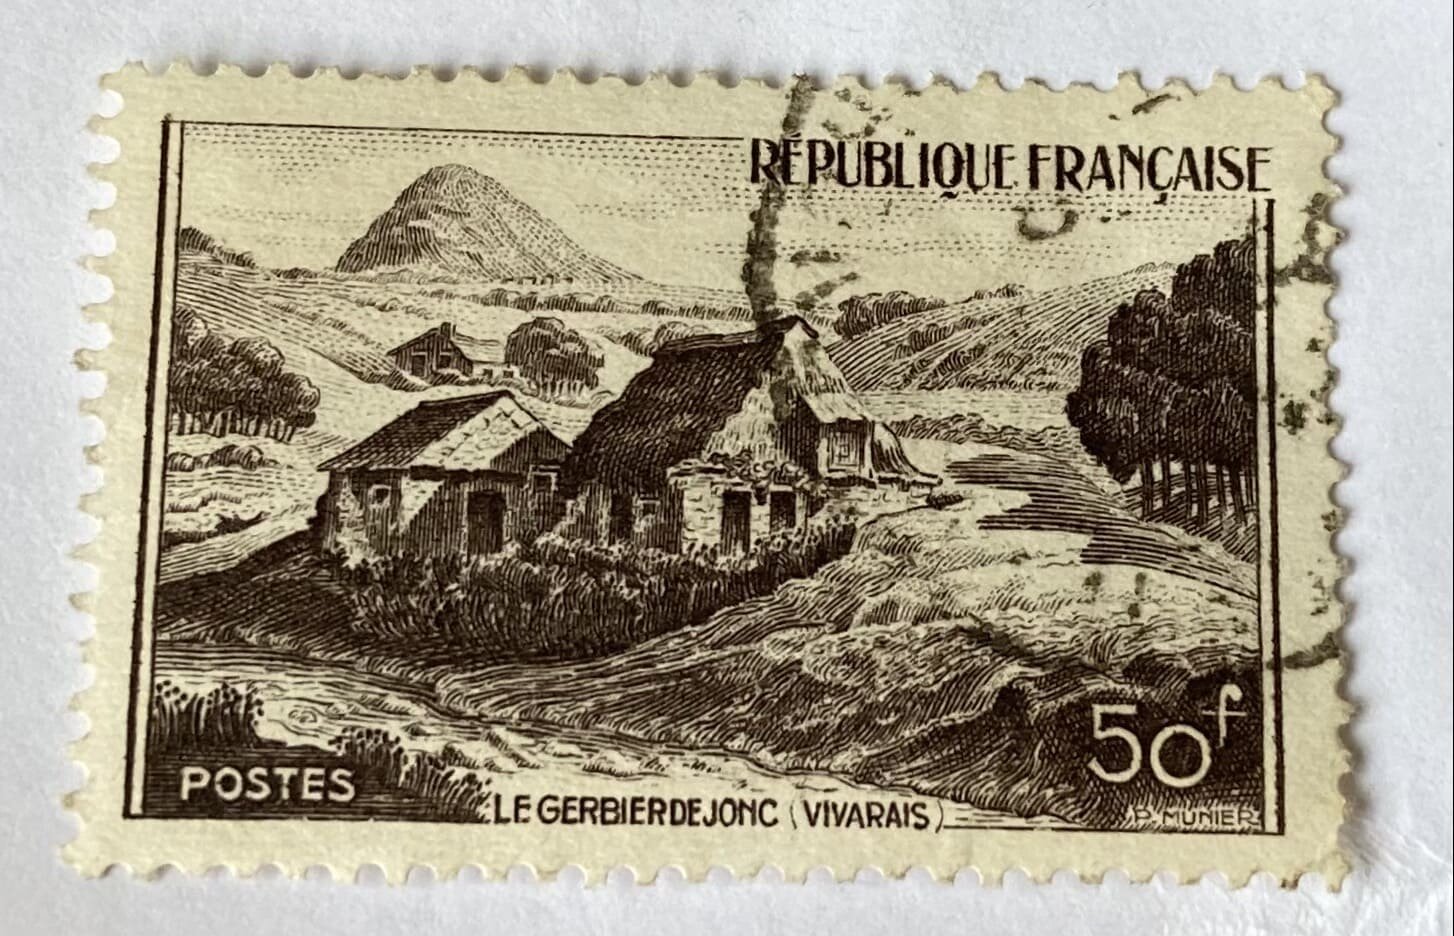 RÉPUBLIQUE FRANÇAISE
50f
POSTES
LE GERBIER DE JONC (VIVARAIS)
P. MUNIER